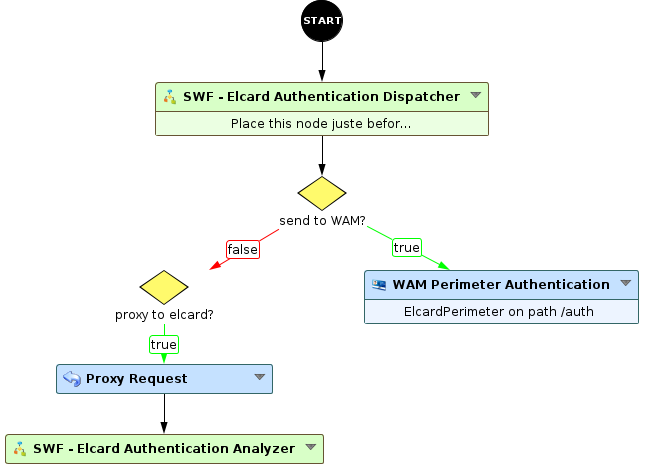 START
SWF - Elcard Authentication Dispatcher
Place this node juste befor...
send to WAM?
false
true
WAM Perimeter Authentication
ElcardPerimeter on path /auth
proxy to elcard?
true
Proxy Request
SWF - Elcard Authentication Analyzer